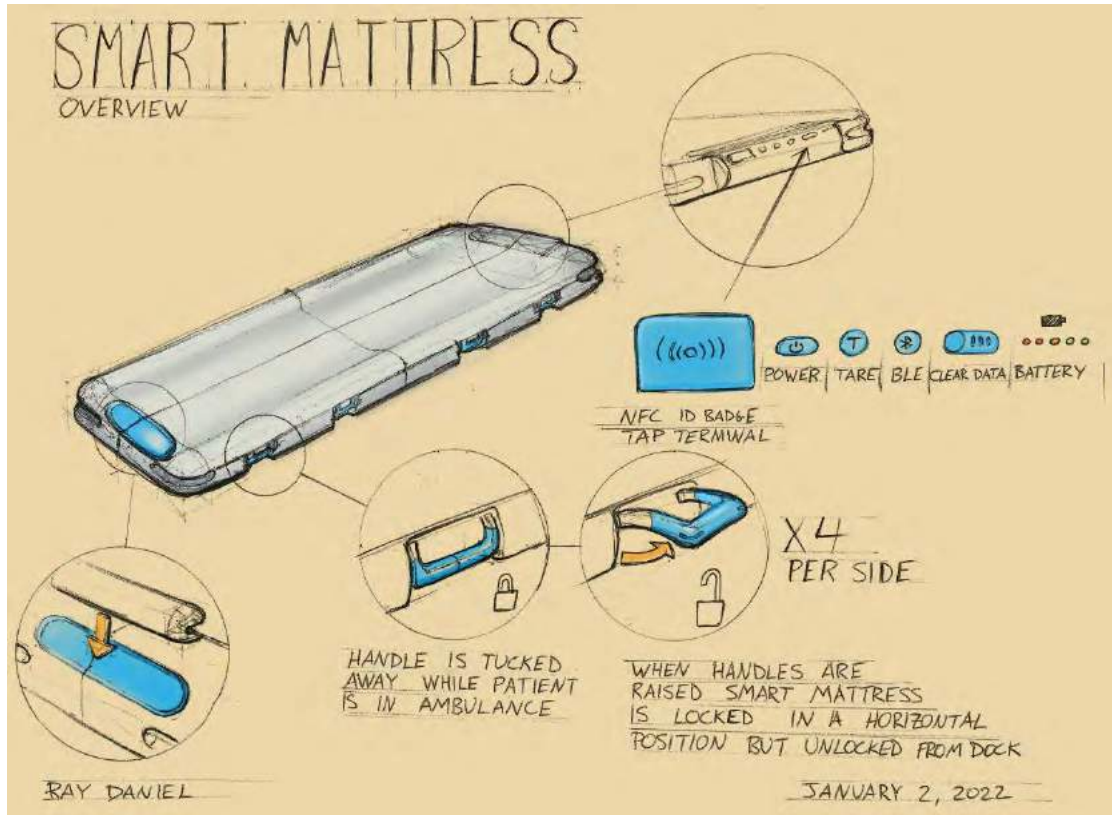 SMART MATTRESS
OVERVIEW
POWER
TARE
BLE
CLEAR DATA
BATTERY
NFC ID BADGE
TAP TERMINAL
X4
PER SIDE
HANDLE IS TUCKED
AWAY WHILE PATIENT
IS IN AMBULANCE
WHEN HANDLES ARE
RAISED SMART MATTRESS
IS LOCKED IN A HORIZONTAL
POSITION BUT UNLOCKED FROM DOCK
RAY DANIEL
JANUARY 2, 2022
T